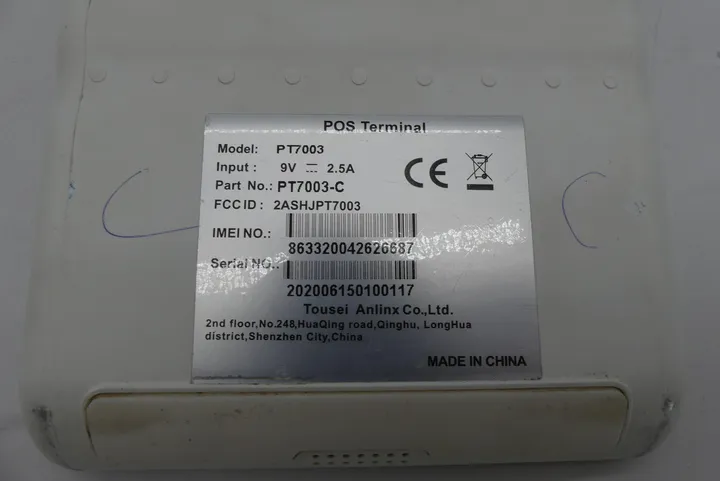 POS Terminal
Model: PT7003
Input : 9V ⎓ 2.5A
Part No.: PT7003-C
FCC ID : 2ASHJPT7003
CE
IMEI NO.:
863320042626687
Serial NO.:
202006150100117
Tousei Anlinx Co.,Ltd.
2nd floor,No.248,HuaQing road,Qinghu, LongHua
district,Shenzhen City,China
MADE IN CHINA